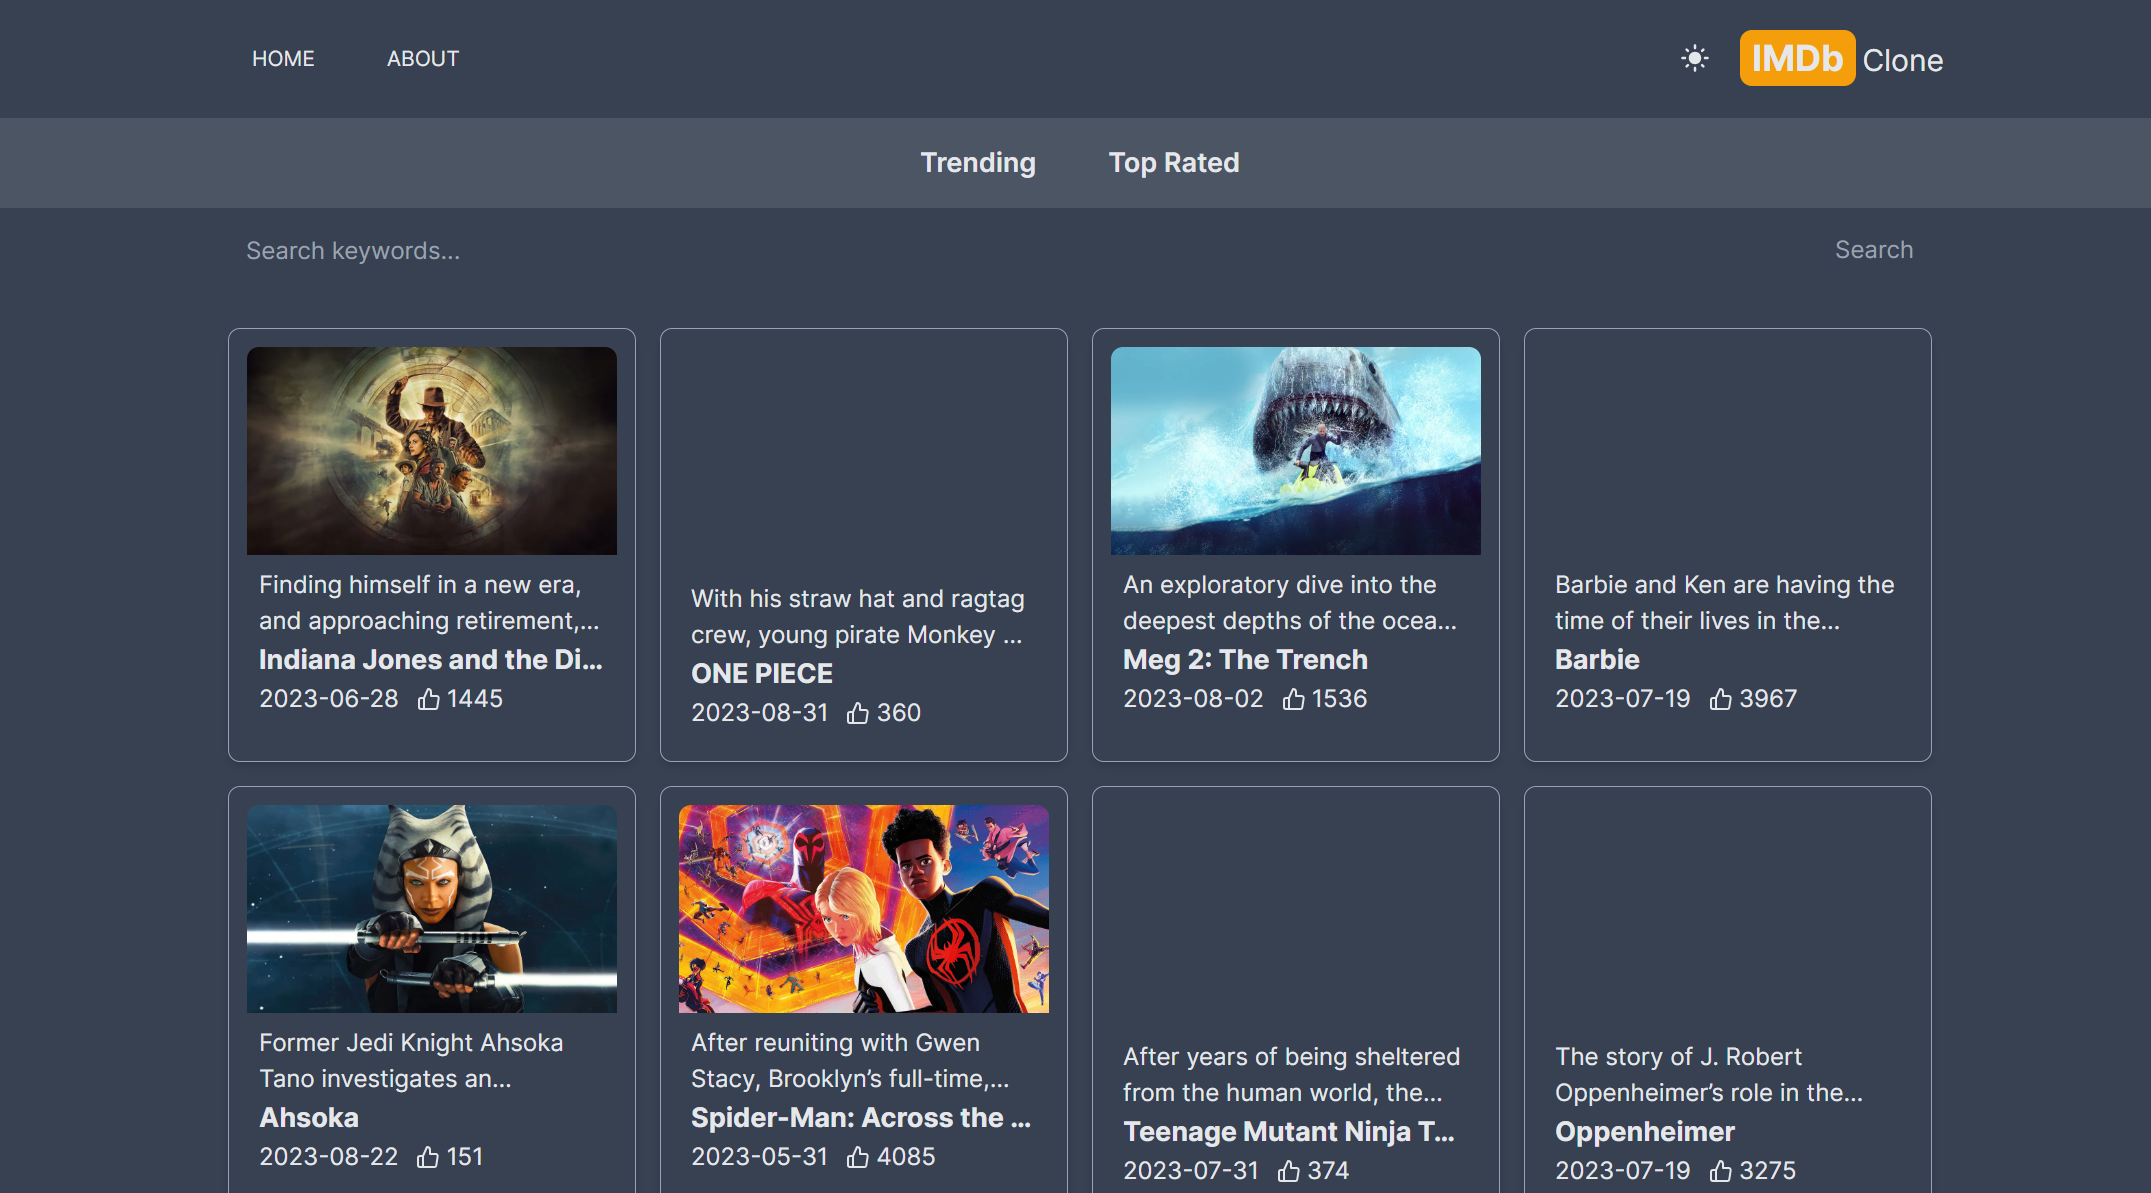 HOME ABOUT IMDb Clone
Trending Top Rated
Search keywords... Search
Finding himself in a new era,
and approaching retirement,...
Indiana Jones and the Di...
2023-06-28 1445
With his straw hat and ragtag
crew, young pirate Monkey ...
ONE PIECE
2023-08-31 360
An exploratory dive into the
deepest depths of the ocea...
Meg 2: The Trench
2023-08-02 1536
Barbie and Ken are having the
time of their lives in the...
Barbie
2023-07-19 3967
Former Jedi Knight Ahsoka
Tano investigates an...
Ahsoka
2023-08-22 151
After reuniting with Gwen
Stacy, Brooklyn’s full-time,...
Spider-Man: Across the ...
2023-05-31 4085
After years of being sheltered
from the human world, the...
Teenage Mutant Ninja T...
2023-07-31 374
The story of J. Robert
Oppenheimer’s role in the...
Oppenheimer
2023-07-19 3275